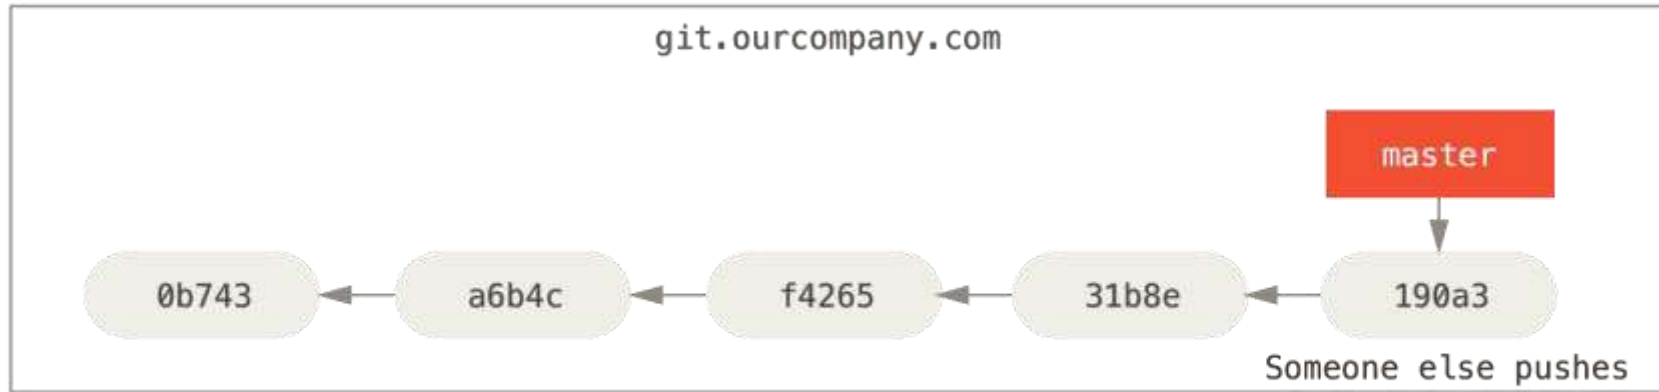 git.ourcompany.com
master
0b743 a6b4c f4265 31b8e 190a3
Someone else pushes